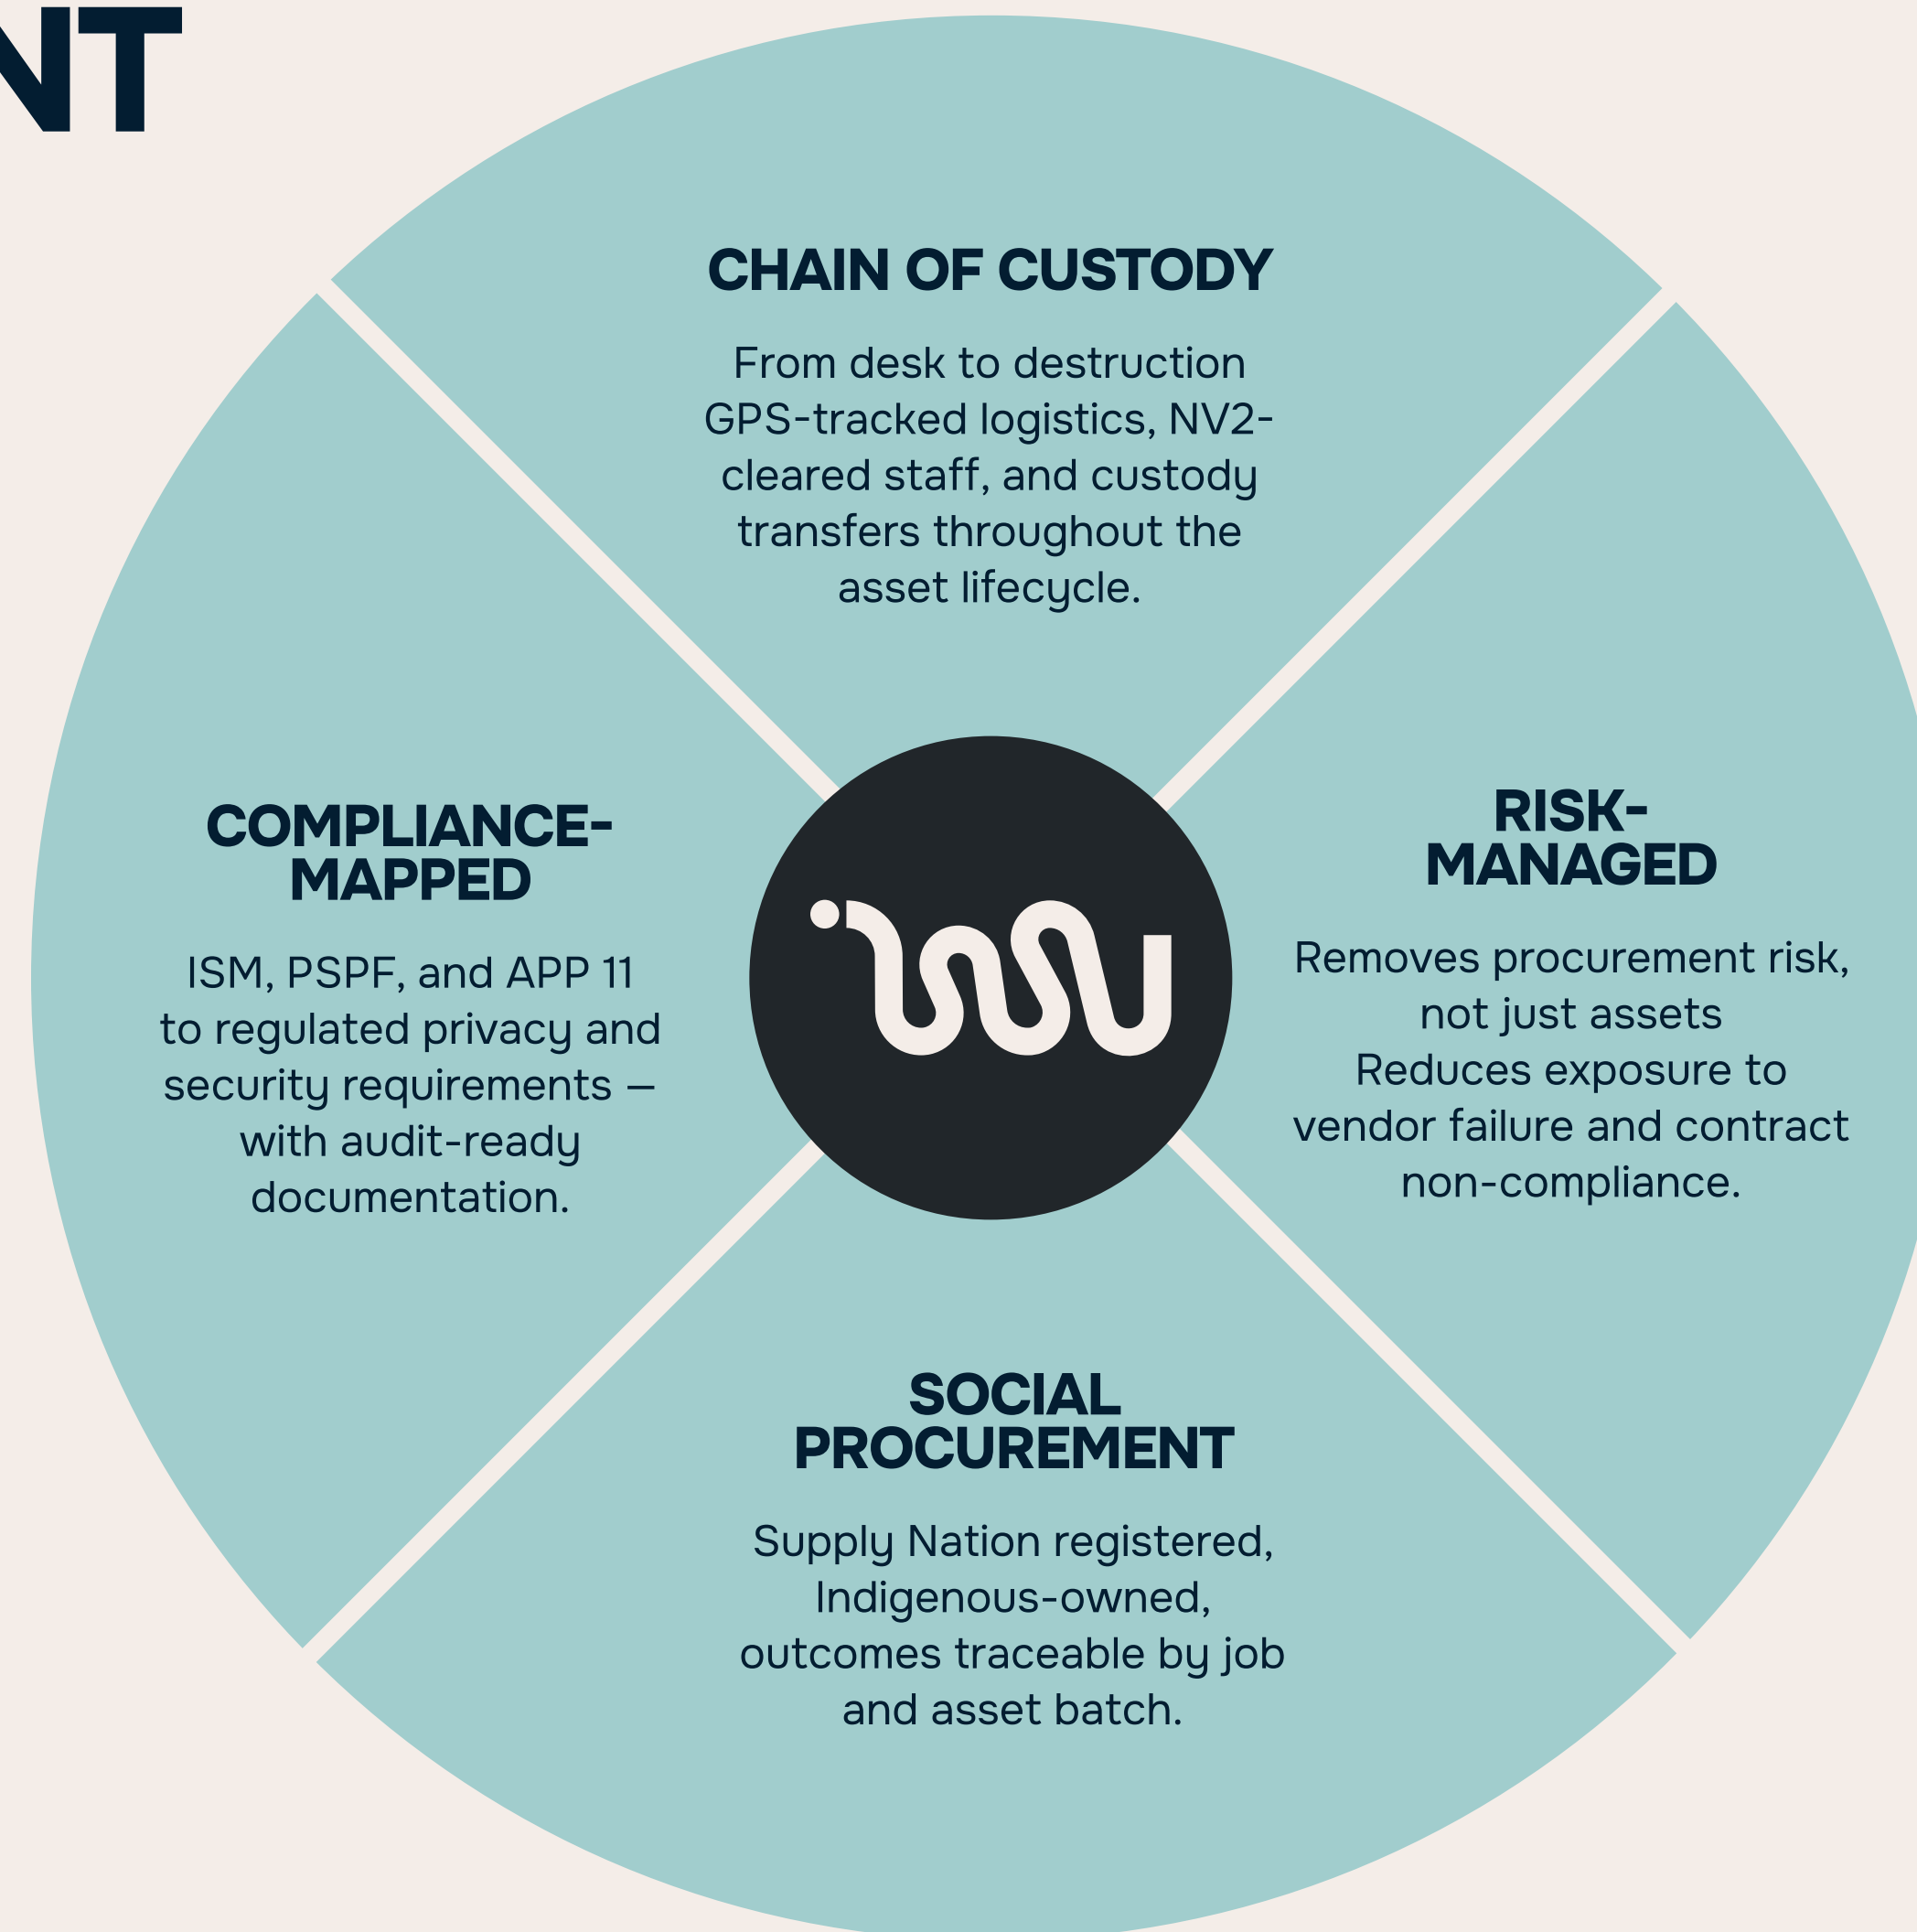 NT
CHAIN OF CUSTODY
From desk to destruction
GPS-tracked logistics, NV2-
cleared staff, and custody
transfers throughout the
asset lifecycle.
COMPLIANCE-
MAPPED
ISM, PSPF, and APP 11
to regulated privacy and
security requirements —
with audit-ready
documentation.
RISK-
MANAGED
Removes procurement risk,
not just assets
Reduces exposure to
vendor failure and contract
non-compliance.
SOCIAL
PROCUREMENT
Supply Nation registered,
Indigenous-owned,
outcomes traceable by job
and asset batch.